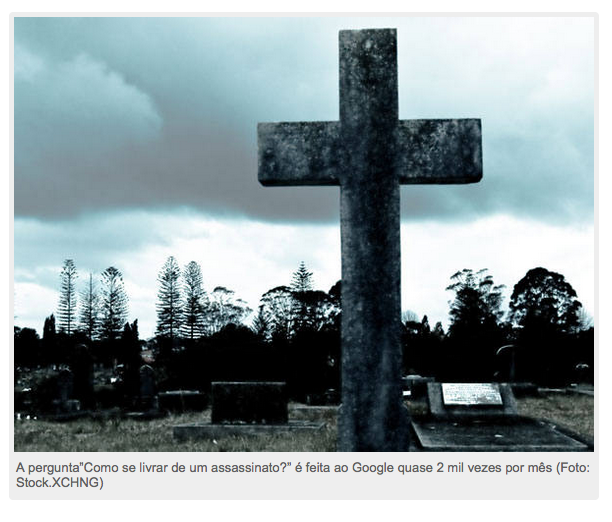 A pergunta"Como se livrar de um assassinato?" é feita ao Google quase 2 mil vezes por mês (Foto:
Stock.XCHNG)